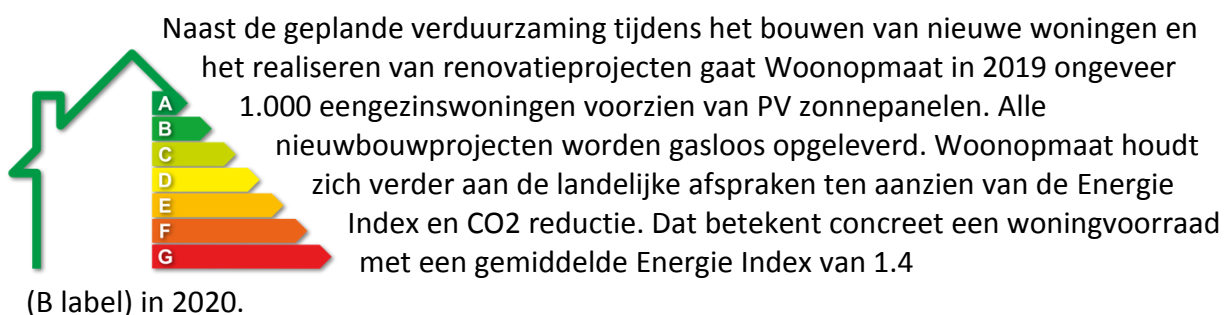 Naast de geplande verduurzaming tijdens het bouwen van nieuwe woningen en
het realiseren van renovatieprojecten gaat Woonopmaat in 2019 ongeveer
1.000 eengezinswoningen voorzien van PV zonnepanelen. Alle
nieuwbouwprojecten worden gasloos opgeleverd. Woonopmaat houdt
zich verder aan de landelijke afspraken ten aanzien van de Energie
Index en CO2 reductie. Dat betekent concreet een woningvoorraad
met een gemiddelde Energie Index van 1.4
(B label) in 2020.
A
B
C
D
E
F
G